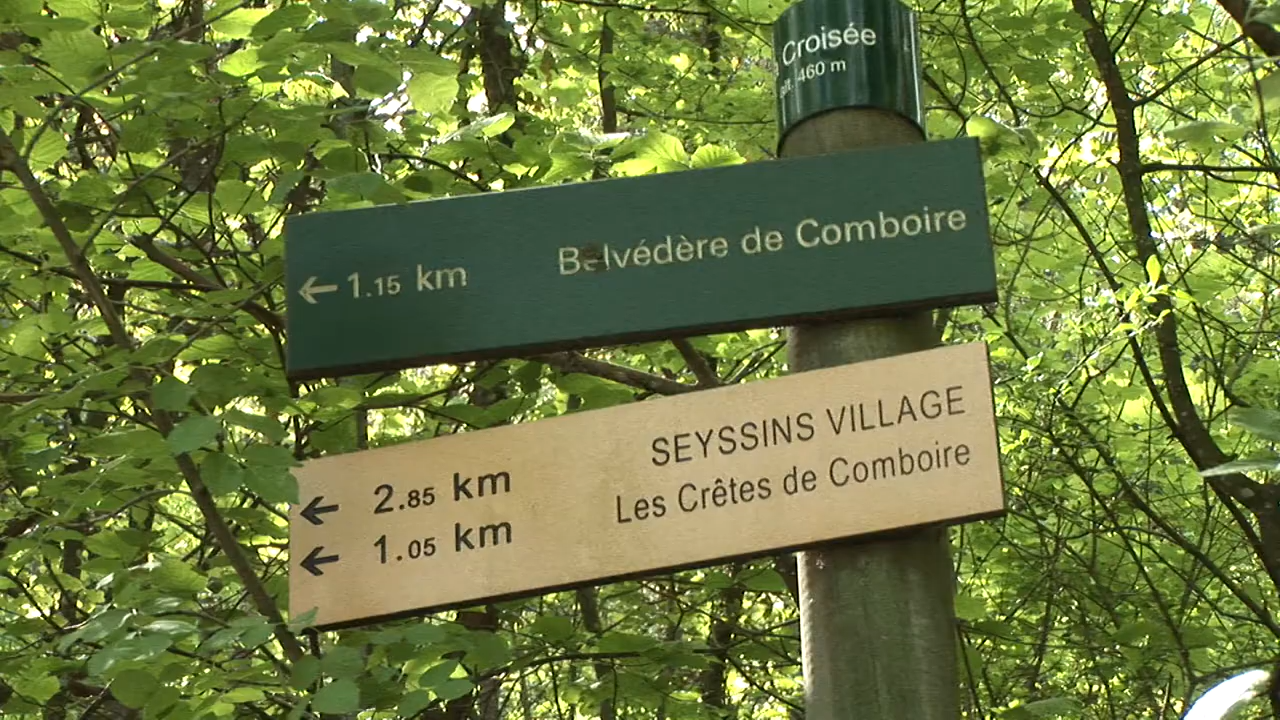 Croisée
460 m
← 1.15 km Belvédère de Comboire
← 2.85 km SEYSSINS VILLAGE
← 1.05 km Les Crêtes de Comboire